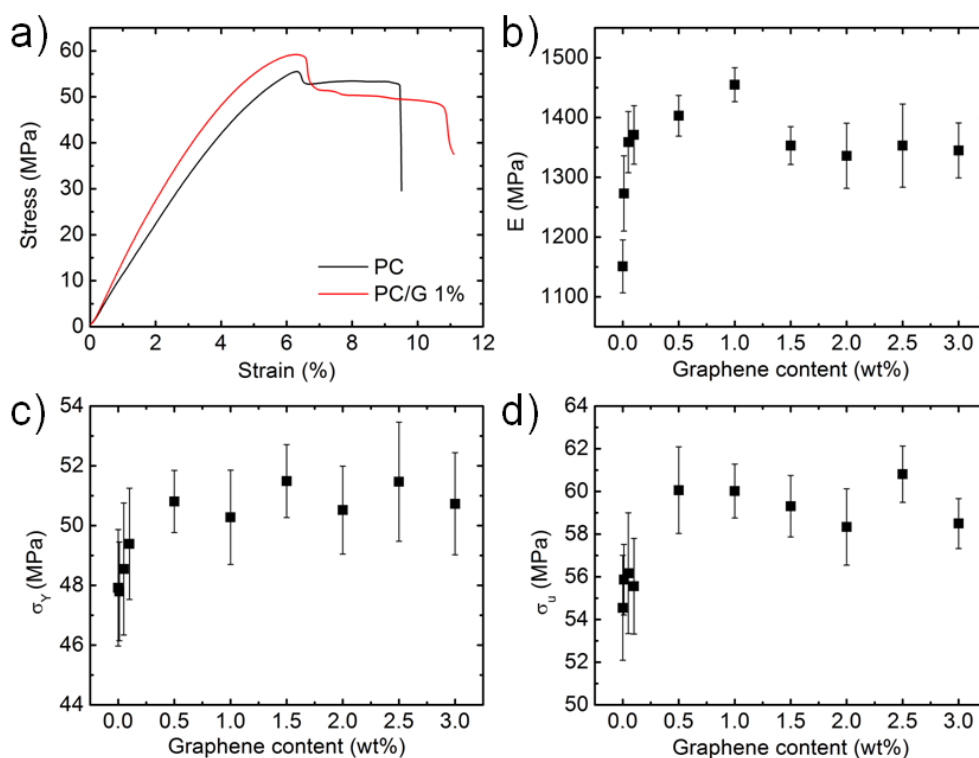 a)
60
50
40
30
20
10
0
Stress (MPa)
PC
PC/G 1%
0 2 4 6 8 10 12
Strain (%)
b)
1500
1400
1300
1200
1100
E (MPa)
0.0 0.5 1.0 1.5 2.0 2.5 3.0
Graphene content (wt%)
c)
54
52
50
48
46
44
σY (MPa)
0.0 0.5 1.0 1.5 2.0 2.5 3.0
Graphene content (wt%)
d)
64
62
60
58
56
54
52
50
σu (MPa)
0.0 0.5 1.0 1.5 2.0 2.5 3.0
Graphene content (wt%)